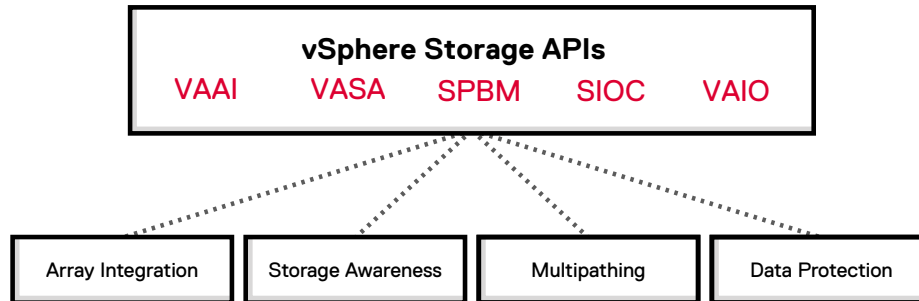 vSphere Storage APIs
VAAI VASA SPBM SIOC VAIO
Array Integration Storage Awareness Multipathing Data Protection